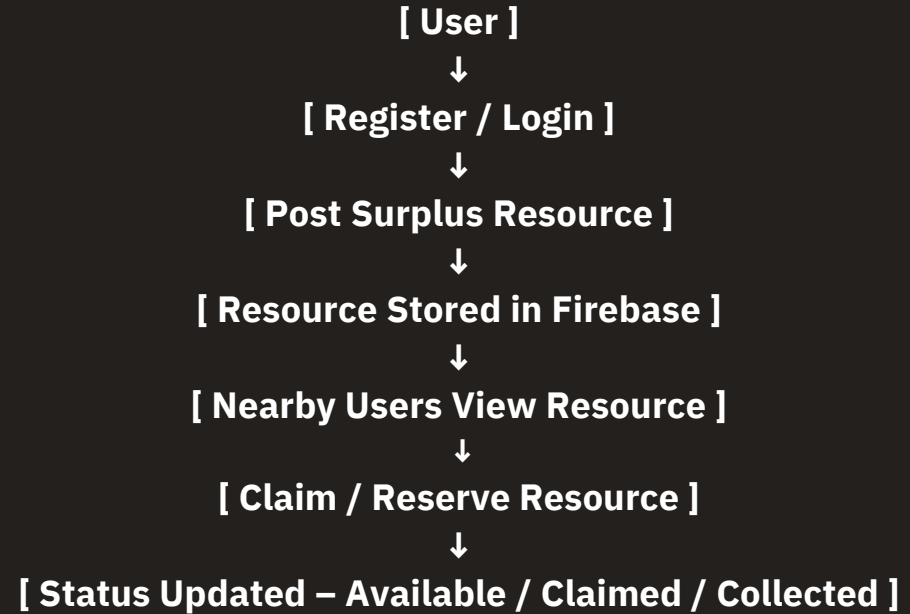 [ User ]
↓
[ Register / Login ]
↓
[ Post Surplus Resource ]
↓
[ Resource Stored in Firebase ]
↓
[ Nearby Users View Resource ]
↓
[ Claim / Reserve Resource ]
↓
[ Status Updated – Available / Claimed / Collected ]